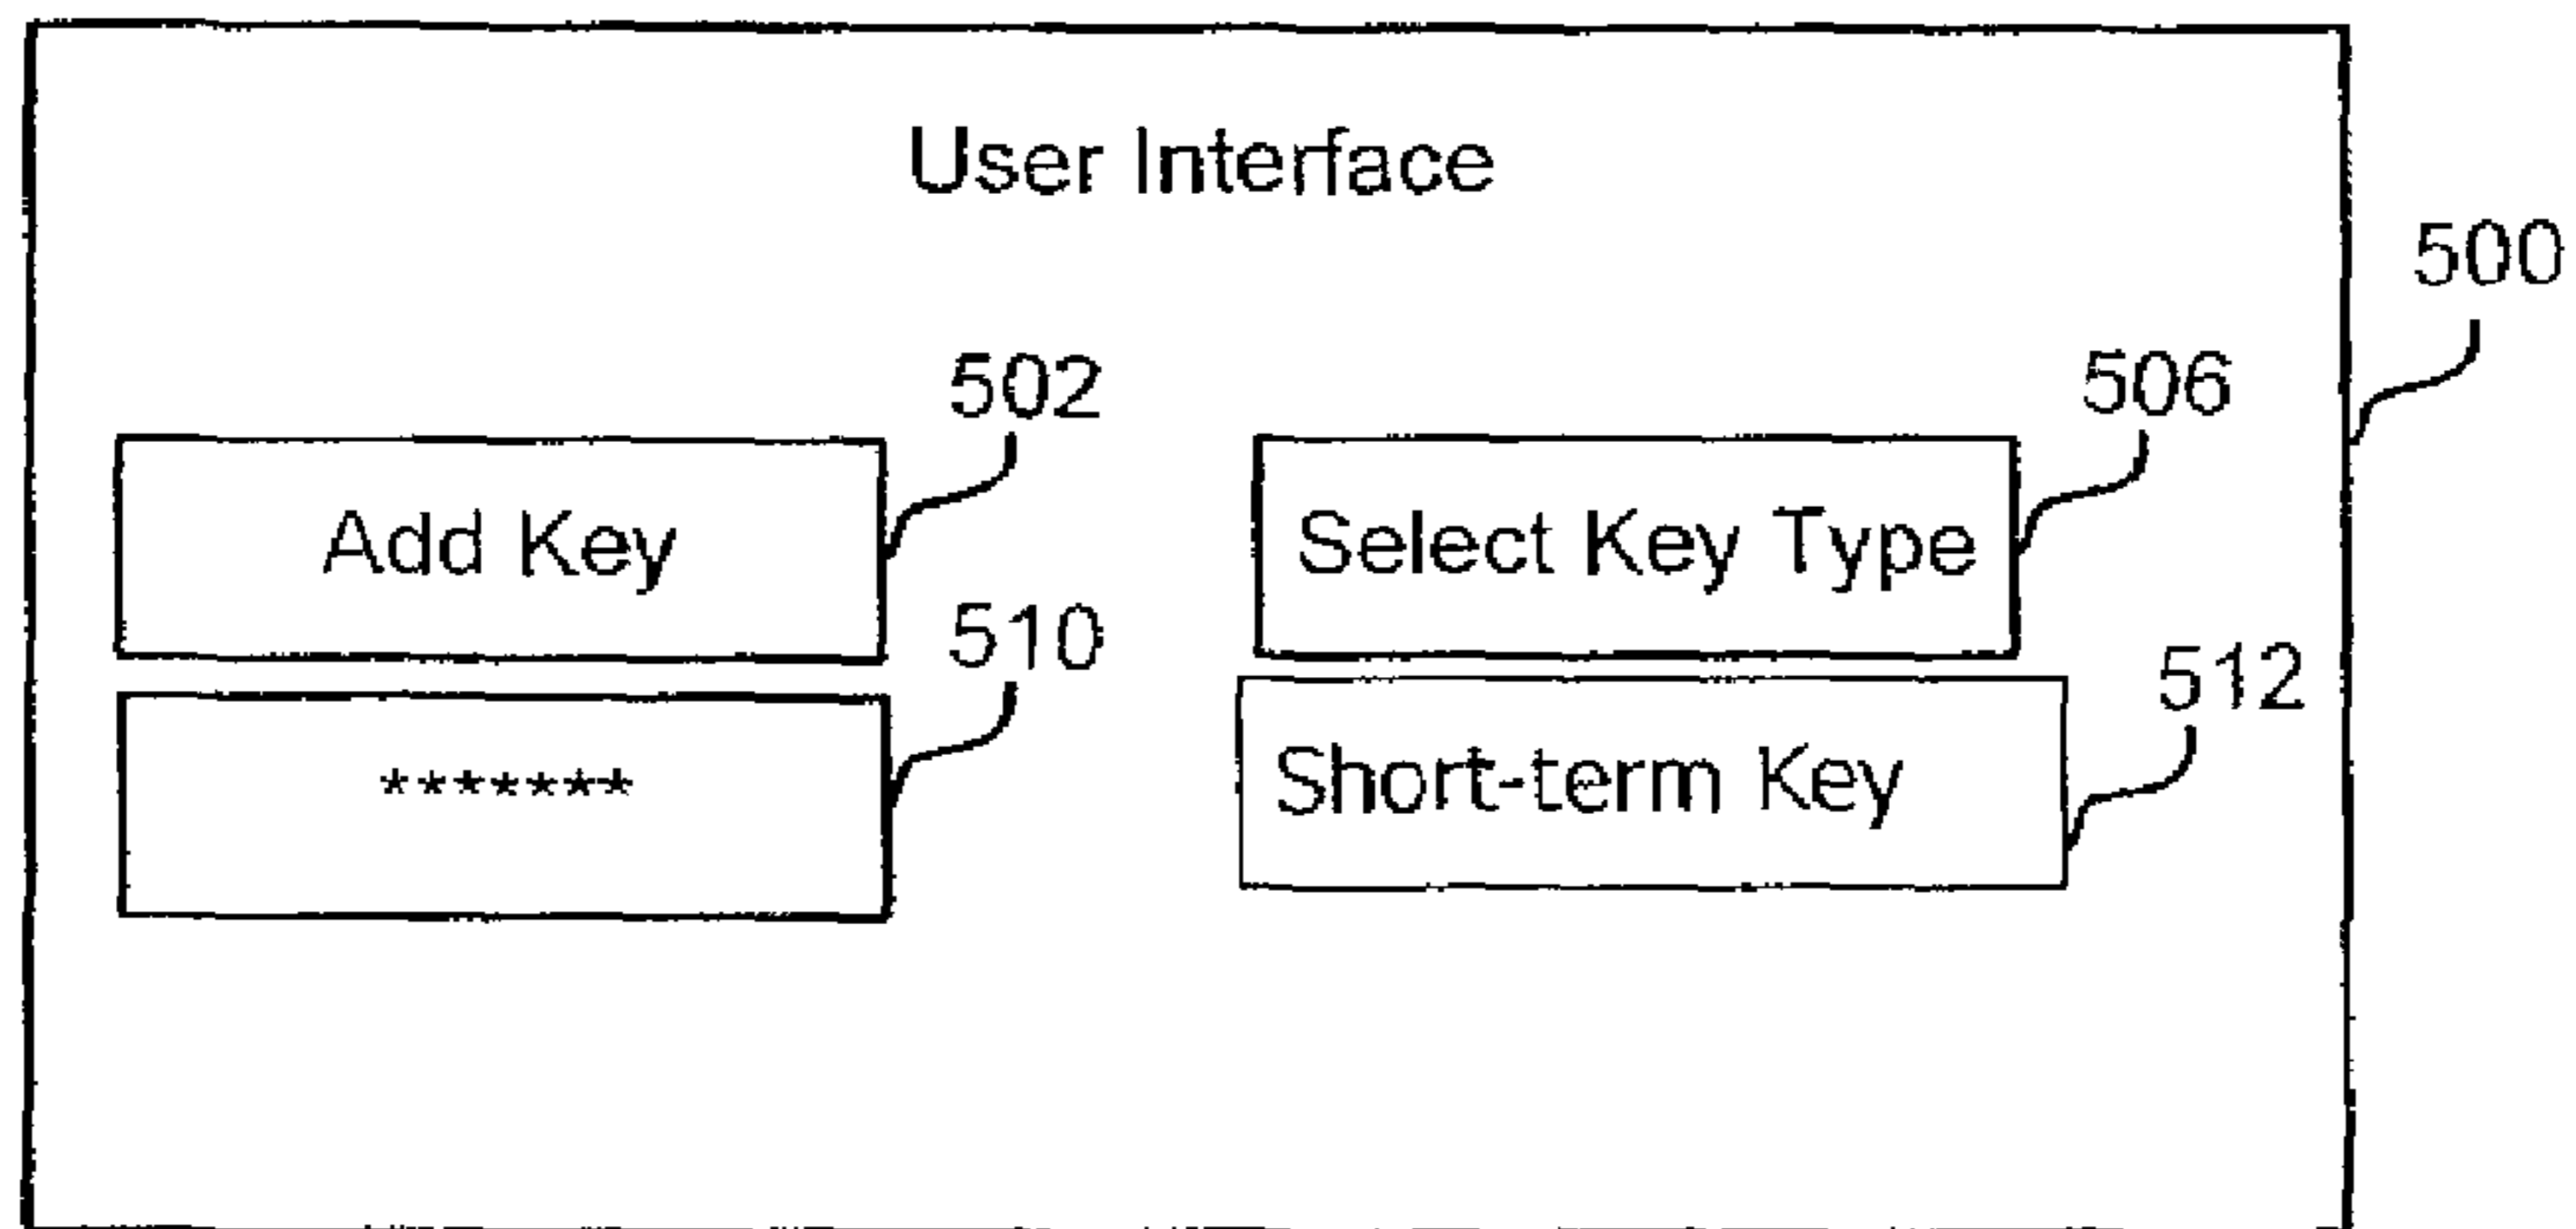 User Interface
500
502
506
Add Key
Select Key Type
510
512
*******
Short-term Key